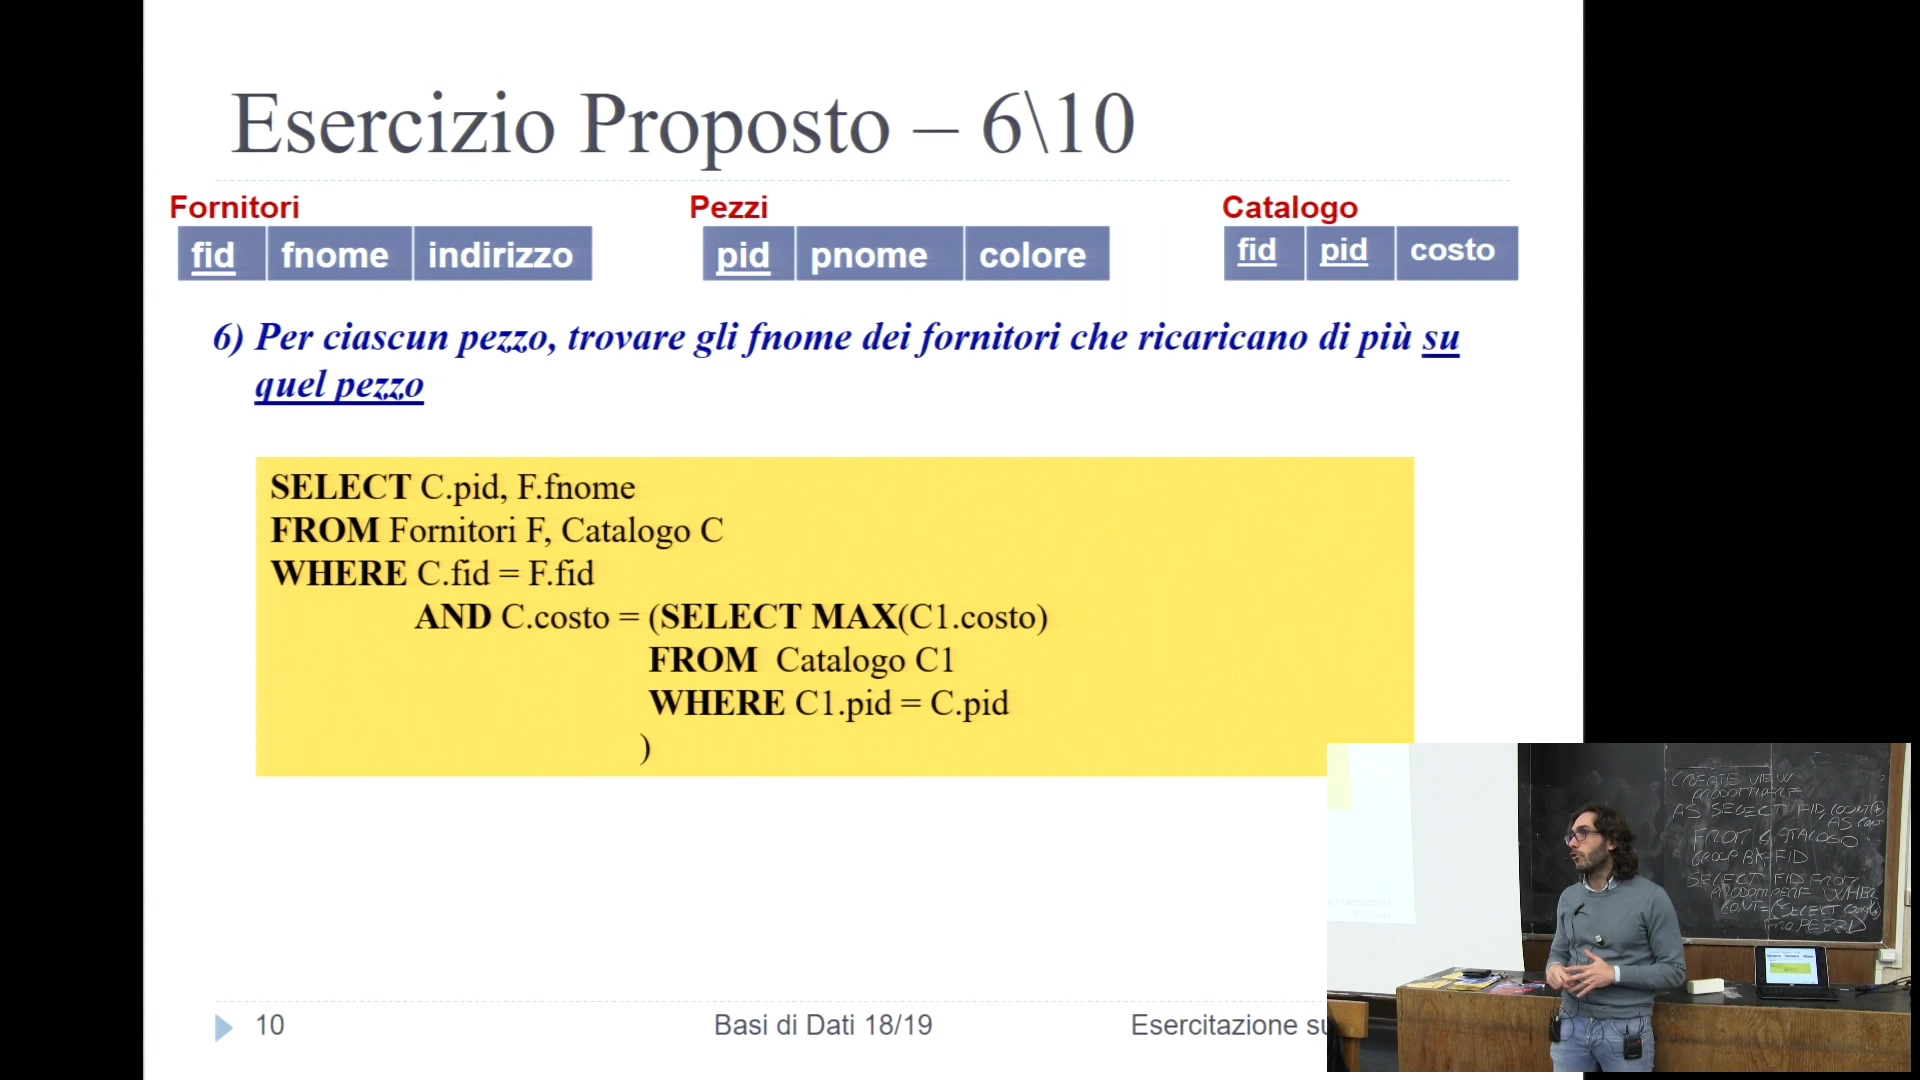 Esercizio Proposto – 6\10
Fornitori
fid fnome indirizzo
Pezzi
pid pnome colore
Catalogo
fid pid costo
6) Per ciascun pezzo, trovare gli fnome dei fornitori che ricaricano di più su
quel pezzo
SELECT C.pid, F.fnome
FROM Fornitori F, Catalogo C
WHERE C.fid = F.fid
AND C.costo = (SELECT MAX(C1.costo)
FROM Catalogo C1
WHERE C1.pid = C.pid
)
10
Basi di Dati 18/19
Esercitazione su
CREATE VIEW
AS SELECT FID, COUNT(*)
FROM CATALOGO
GROUP BY FID
SELECT FID FROM